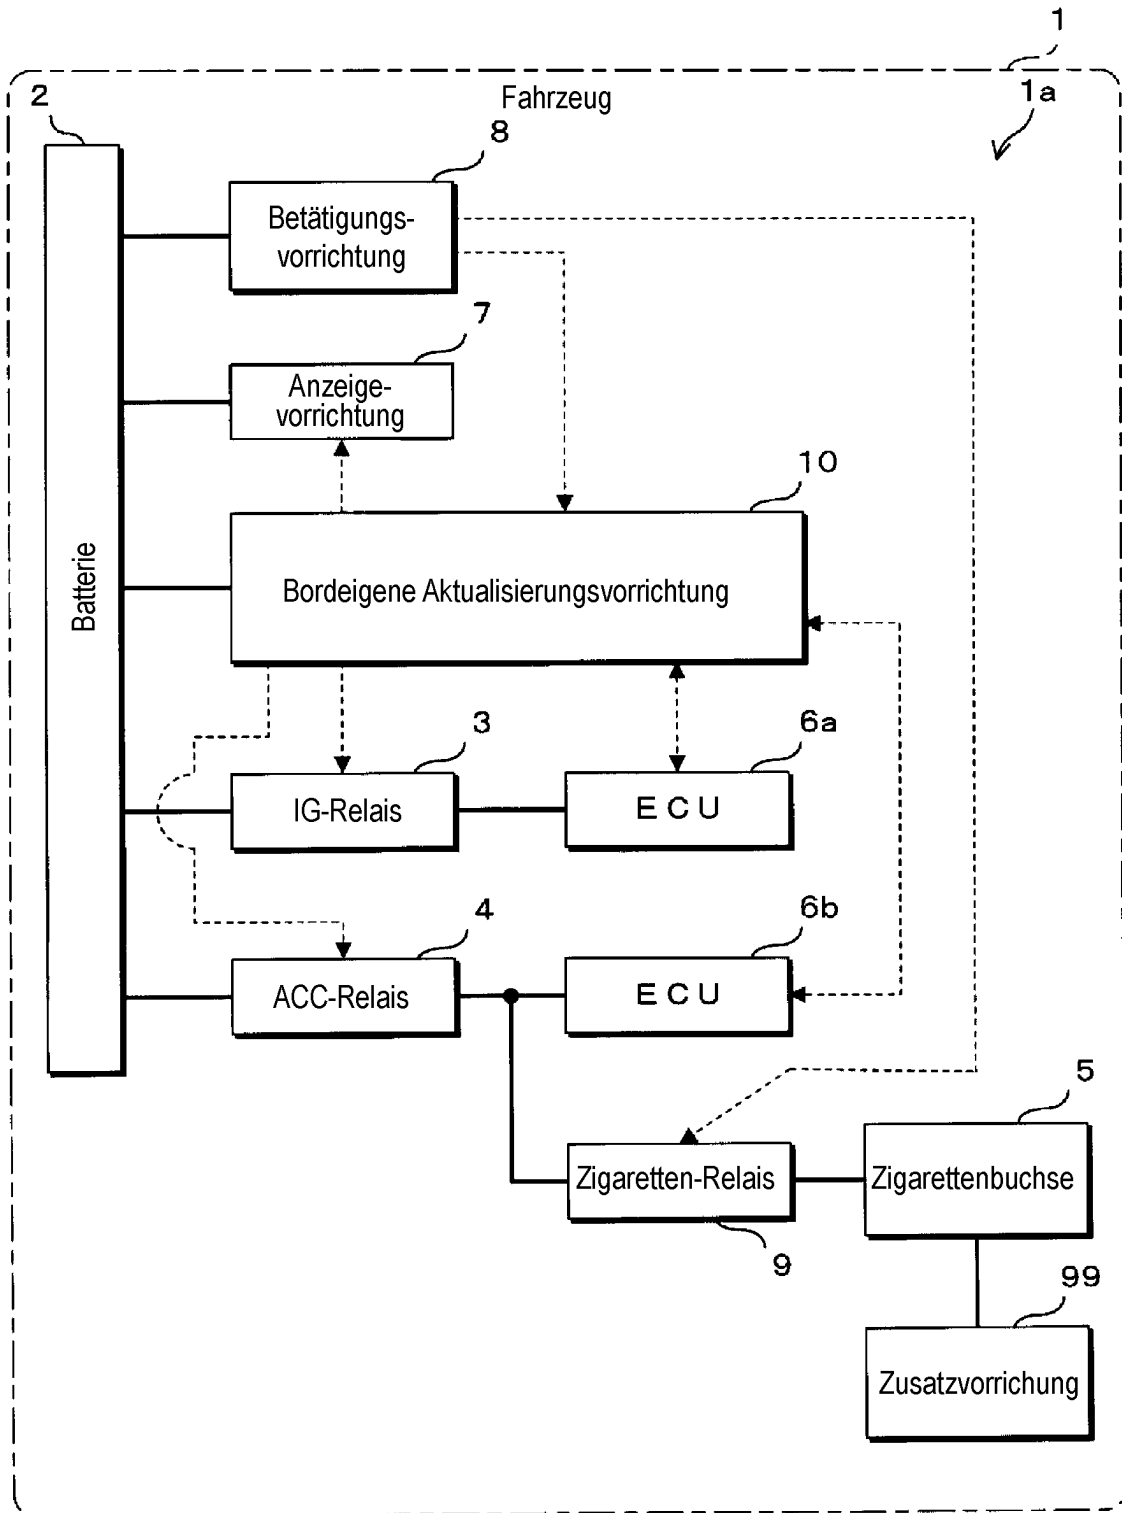 1
Fahrzeug
1a
2
8
Betätigungs-
vorrichtung
7
Anzeige-
vorrichtung
10
Batterie
Bordeigene Aktualisierungsvorrichtung
3
6a
IG-Relais
ECU
4
6b
ACC-Relais
ECU
5
Zigaretten-Relais
Zigarettenbuchse
9
99
Zusatzvorrichung